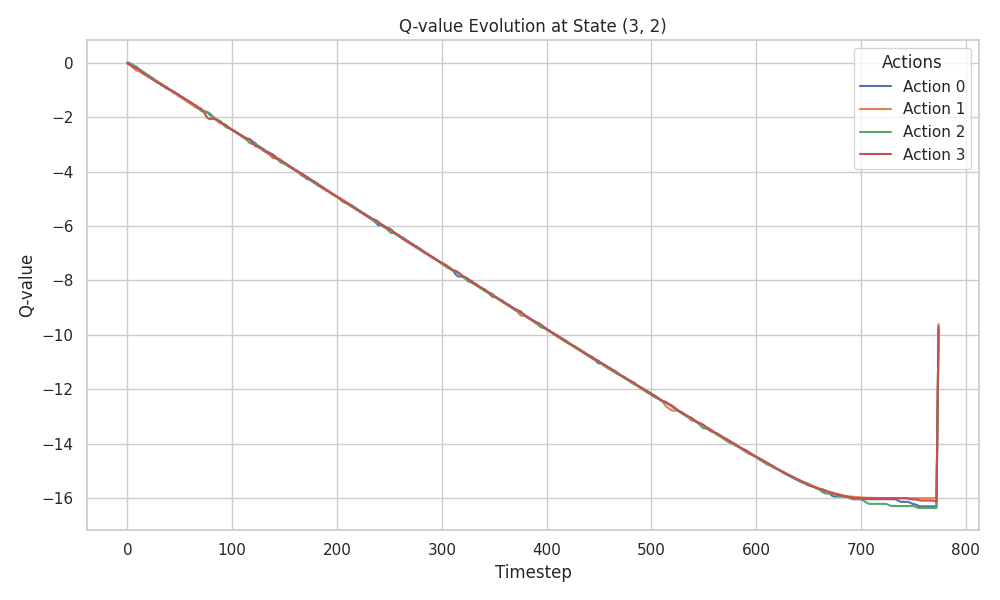 Q-value Evolution at State (3, 2)
Actions
Action 0
Action 1
Action 2
Action 3
Q-value
0
−2
−4
−6
−8
−10
−12
−14
−16
0 100 200 300 400 500 600 700 800
Timestep